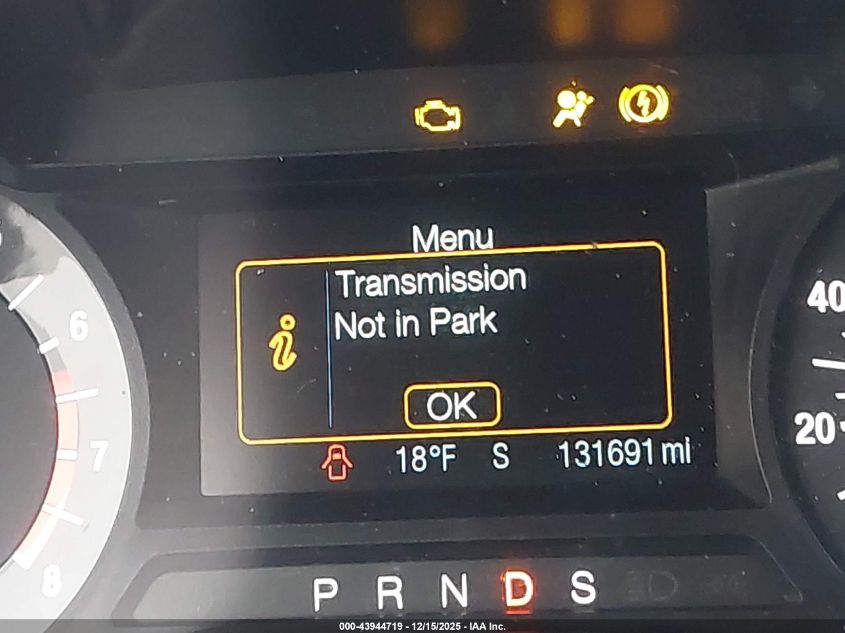 Menu
Transmission
Not in Park
OK
18°F S 131691 mi
6
7
8
40
20
P R N D S
000-43944719 - 12/15/2025 - IAA Inc.